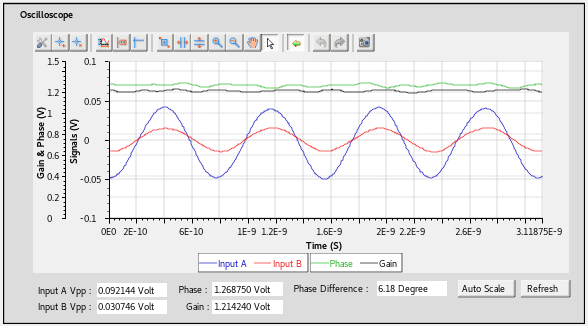 Oscilloscope
1.5
1.2
1
0.8
0.6
0.4
0.2
0
Gain & Phase (V)
0.1
0.05
0
-0.05
-0.1
Signals (V)
0E0 2E-10 6E-10 1E-9 1.2E-9 1.6E-9 2E-9 2.2E-9 2.6E-9 3.11875E-9
Time (S)
Input A Input B Phase Gain
Input A Vpp : 0.092144 Volt Phase : 1.268750 Volt Phase Difference : 6.18 Degree Auto Scale Refresh
Input B Vpp : 0.030746 Volt Gain : 1.214240 Volt